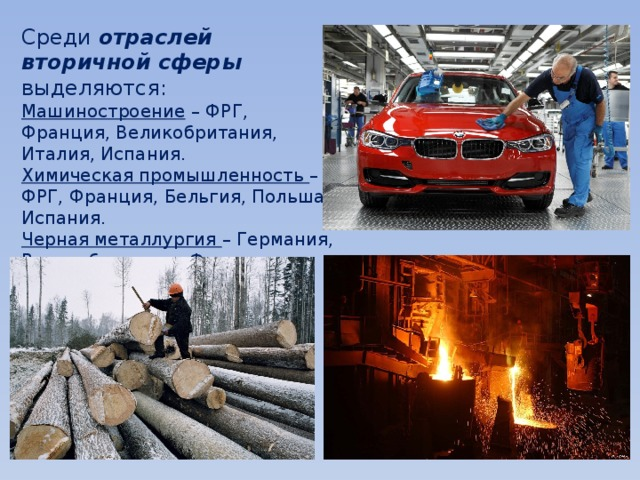 Среди отраслей
вторичной сферы
выделяются:
Машиностроение – ФРГ,
Франция, Великобритания,
Италия, Испания.
Химическая промышленность –
ФРГ, Франция, Бельгия, Польша
Испания.
Черная металлургия – Германия,